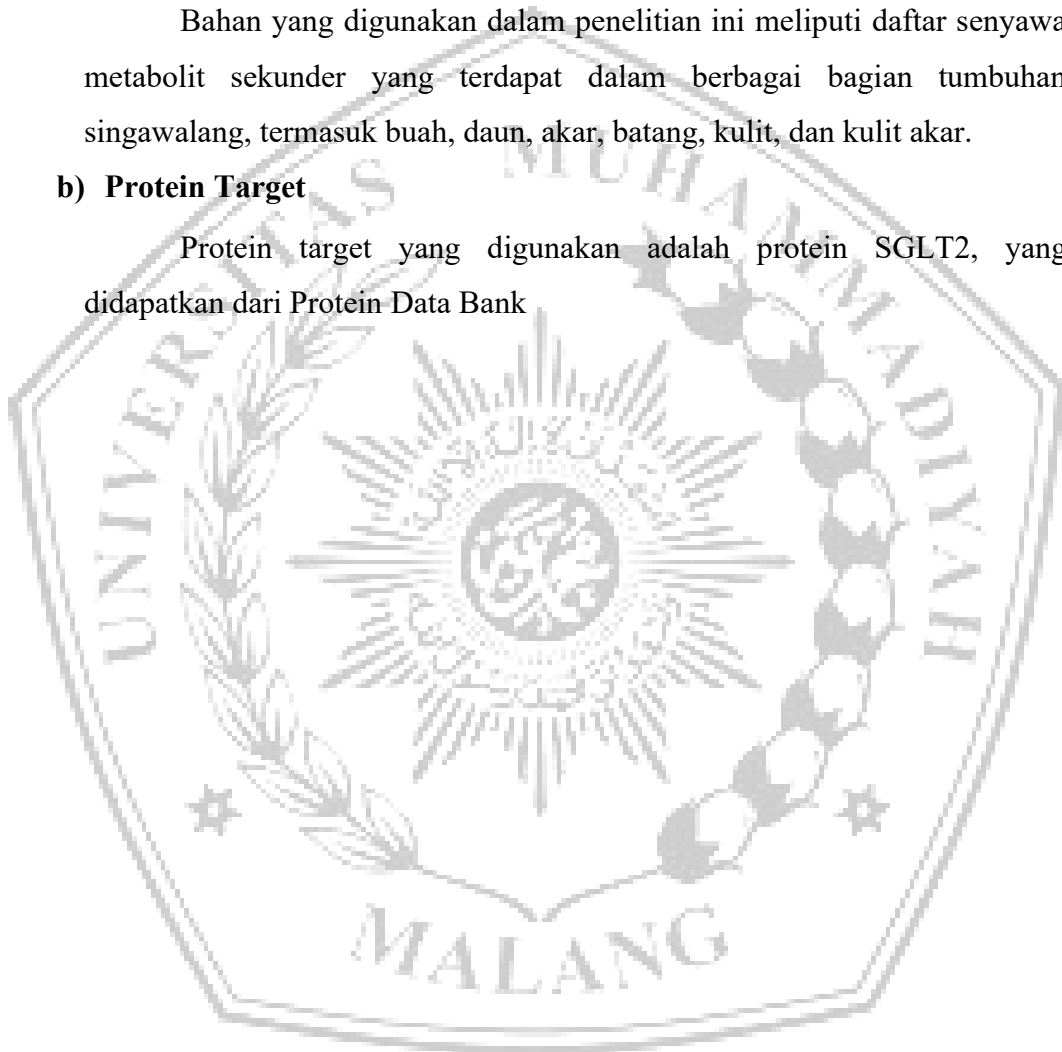 Bahan yang digunakan dalam penelitian ini meliputi daftar senyawa
metabolit sekunder yang terdapat dalam berbagai bagian tumbuhan
singawalang, termasuk buah, daun, akar, batang, kulit, dan kulit akar.
b) Protein Target
Protein target yang digunakan adalah protein SGLT2, yang
didapatkan dari Protein Data Bank
UNIVERSITAS MUHAMMADIYAH
MALANG